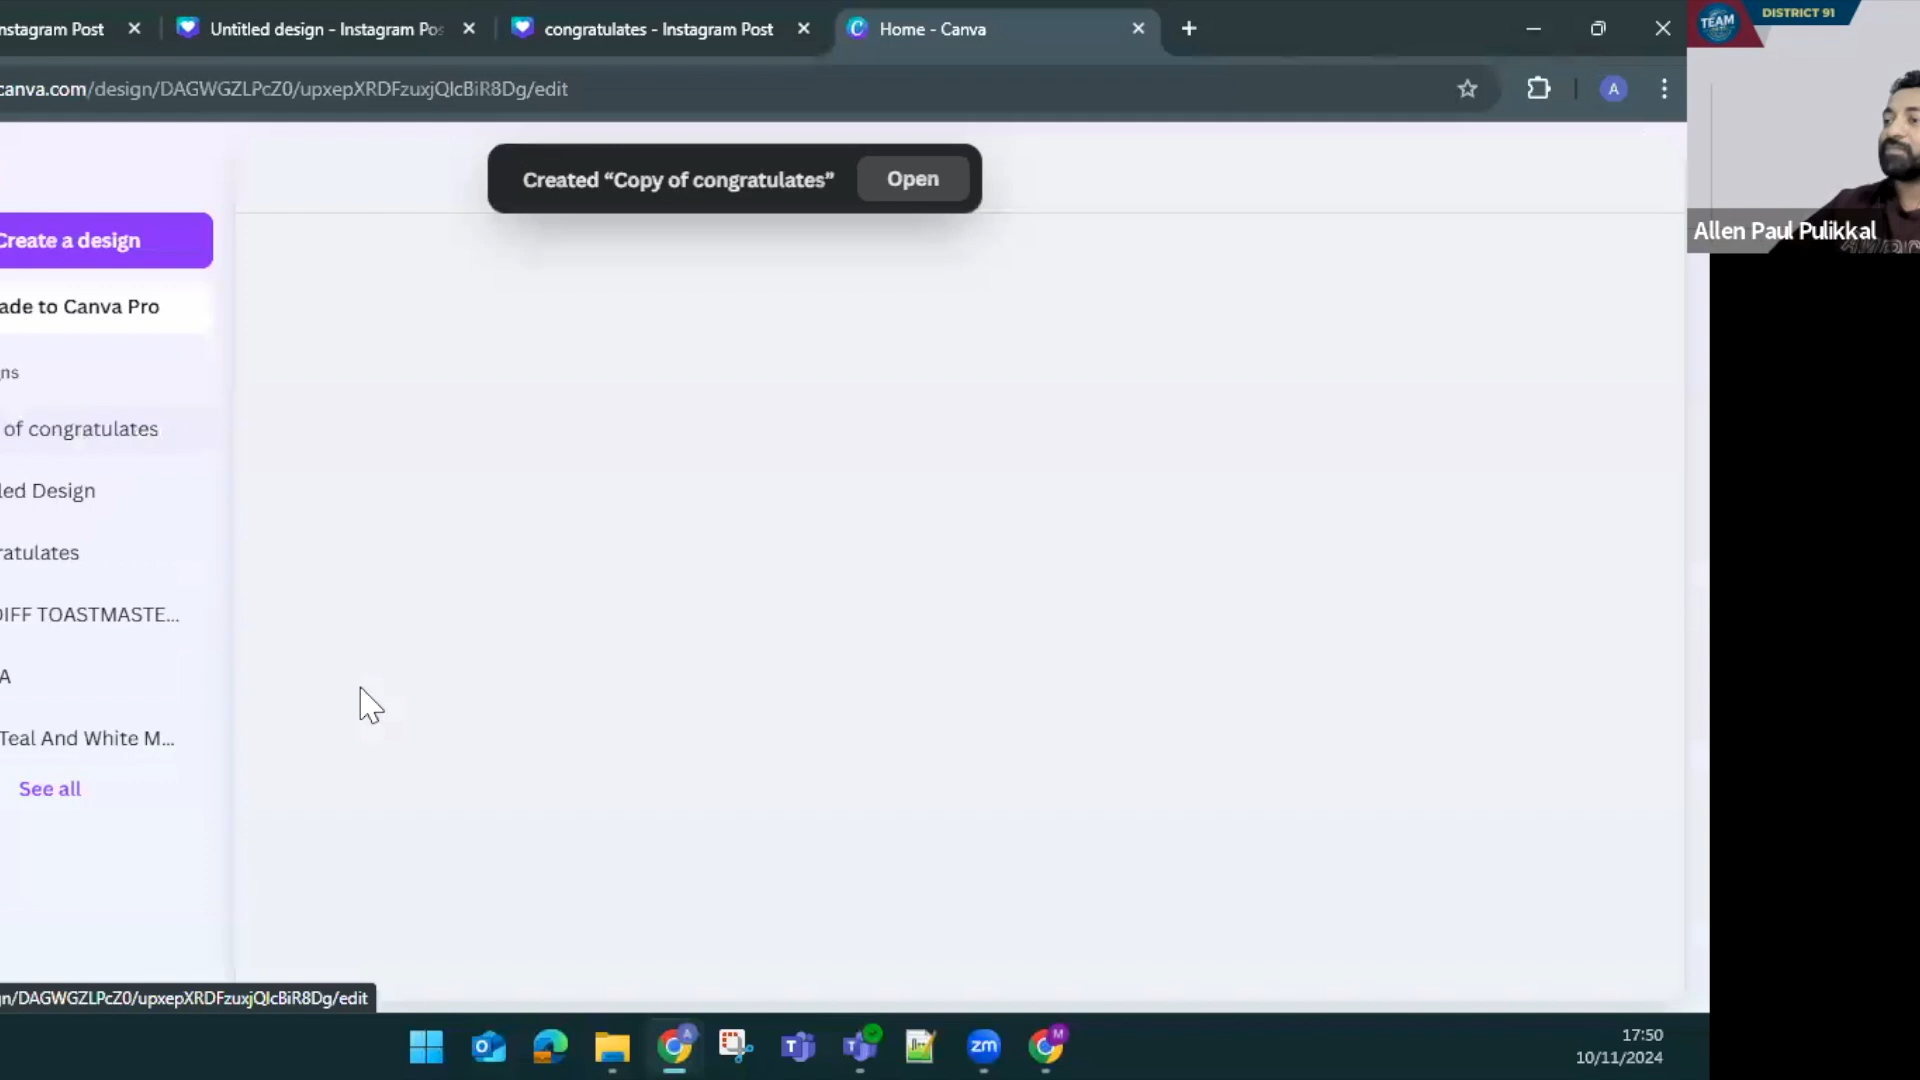 nstagram Post
Untitled design - Instagram Pos
congratulates - Instagram Post
Home - Canva
TEAM
DISTRICT 91
canva.com/design/DAGWGZLPcZ0/upxepXRDFzuxjQlcBiR8Dg/edit
A
Created “Copy of congratulates”
Open
Allen Paul Pulikkal
Create a design
ade to Canva Pro
ns
of congratulates
led Design
ratulates
DIFF TOASTMASTE...
A
Teal And White M...
See all
n/DAGWGZLPcZ0/upxepXRDFzuxjQlcBiR8Dg/edit
zm
A
M
17:50
10/11/2024